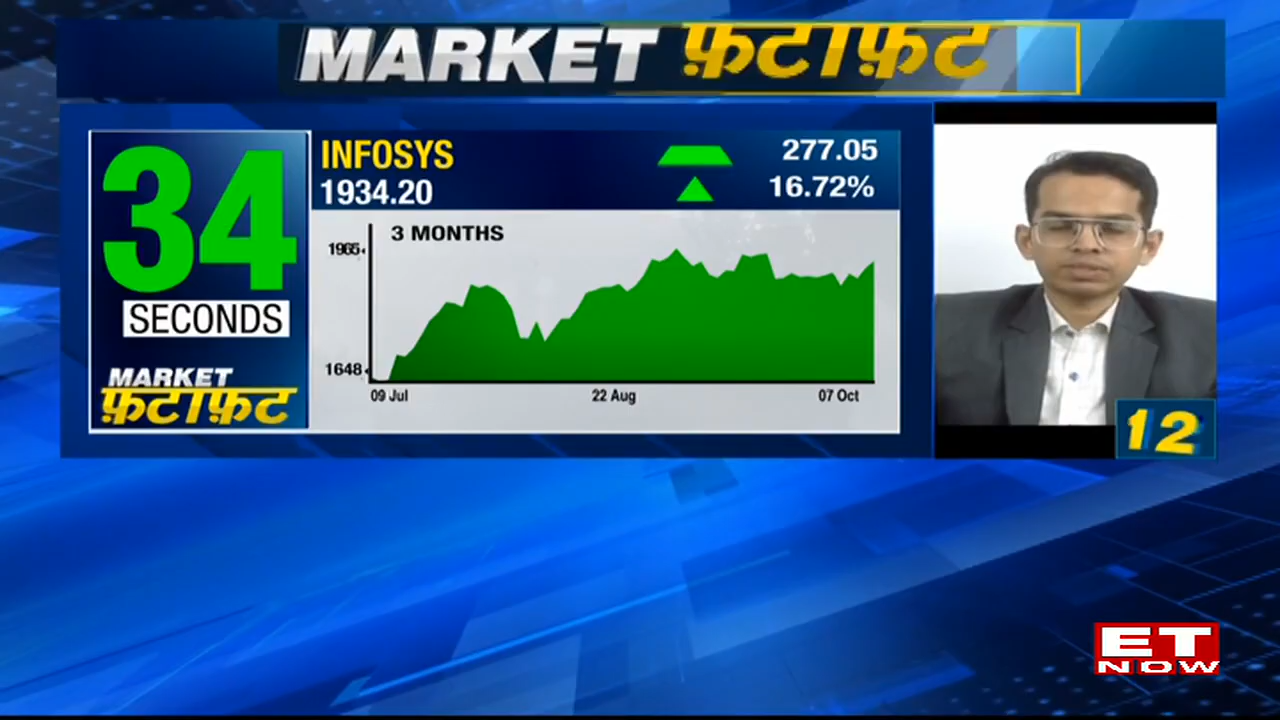 MARKET फ़टाफ़ट
34
SECONDS
MARKET
फ़टाफ़ट
INFOSYS
1934.20
277.05
16.72%
3 MONTHS
1965
1648
09 Jul
22 Aug
07 Oct
12
ET
NOW